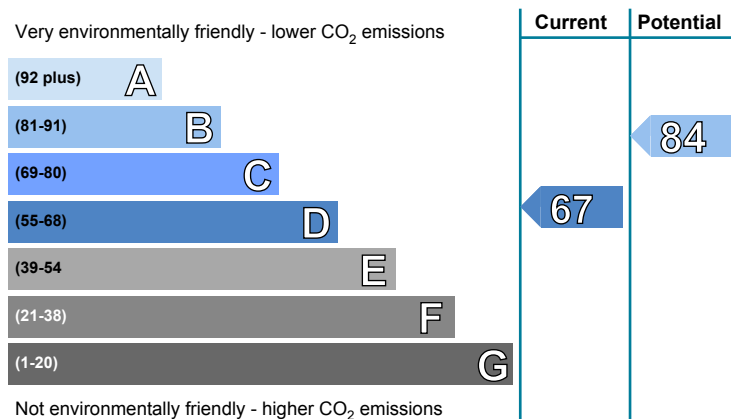 Very environmentally friendly - lower CO2 emissions
Current
Potential
(92 plus) A
(81-91) B
84
(69-80) C
(55-68) D
67
(39-54 E
(21-38) F
(1-20) G
Not environmentally friendly - higher CO2 emissions